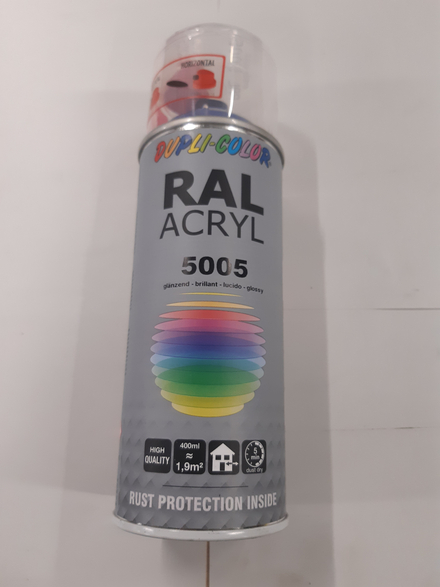 HORIZONTAL
DUPLI-COLOR
RAL
ACRYL
5005
glänzend - brillant - lucido - glossy
HIGH
QUALITY
400ml
≈
1,9m²
5
min
dust dry
RUST PROTECTION INSIDE